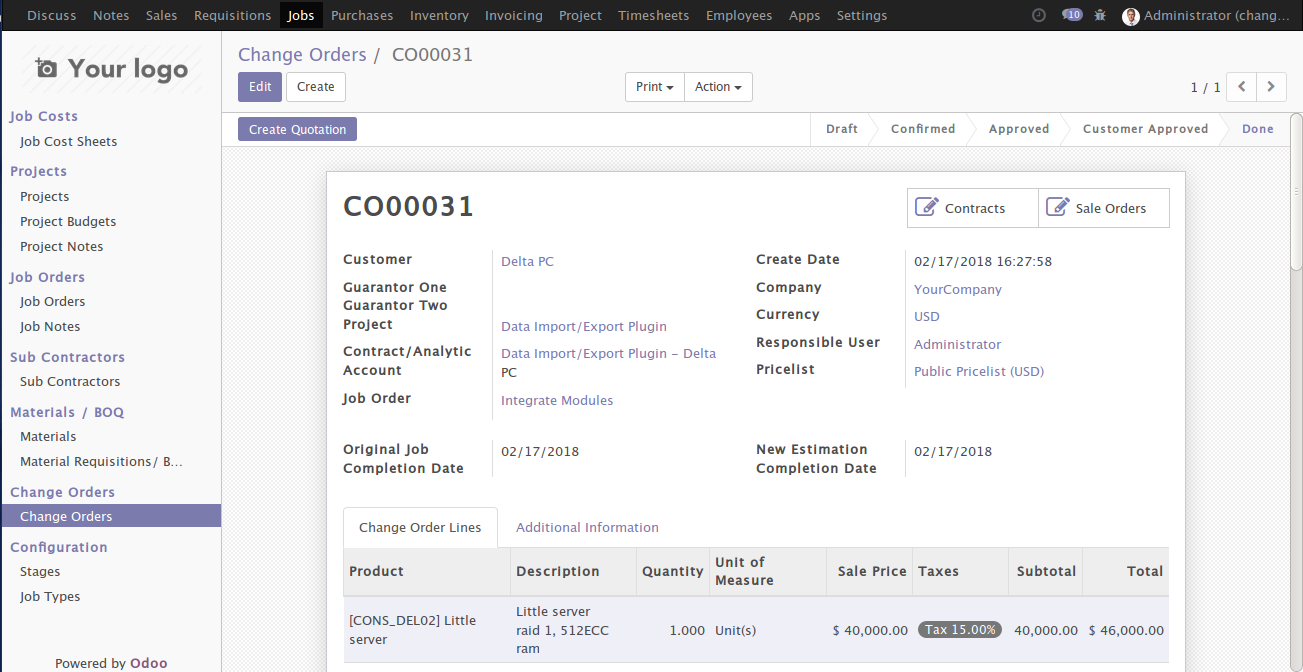 Discuss Notes Sales Requisitions Jobs Purchases Inventory Invoicing Project Timesheets Employees Apps Settings 10 Administrator (chang...
Your logo
Change Orders / CO00031
Edit Create Print Action 1 / 1
Create Quotation Draft Confirmed Approved Customer Approved Done
Job Costs
Job Cost Sheets
Projects
Projects
Project Budgets
Project Notes
Job Orders
Job Orders
Job Notes
Sub Contractors
Sub Contractors
Materials / BOQ
Materials
Material Requisitions/ B...
Change Orders
Change Orders
Configuration
Stages
Job Types
Powered by Odoo
CO00031
Contracts
Sale Orders
Customer Delta PC
Guarantor One
Guarantor Two
Project Data Import/Export Plugin
Contract/Analytic Data Import/Export Plugin - Delta
Account PC
Job Order Integrate Modules
Create Date 02/17/2018 16:27:58
Company YourCompany
Currency USD
Responsible User Administrator
Pricelist Public Pricelist (USD)
Original Job 02/17/2018
Completion Date
New Estimation 02/17/2018
Completion Date
Change Order Lines Additional Information
Product Description Quantity Unit of Sale Price Taxes Subtotal Total
Measure
[CONS_DEL02] Little
server
Little server
raid 1, 512ECC
ram
1.000 Unit(s) $ 40,000.00 Tax 15.00% 40,000.00 $ 46,000.00